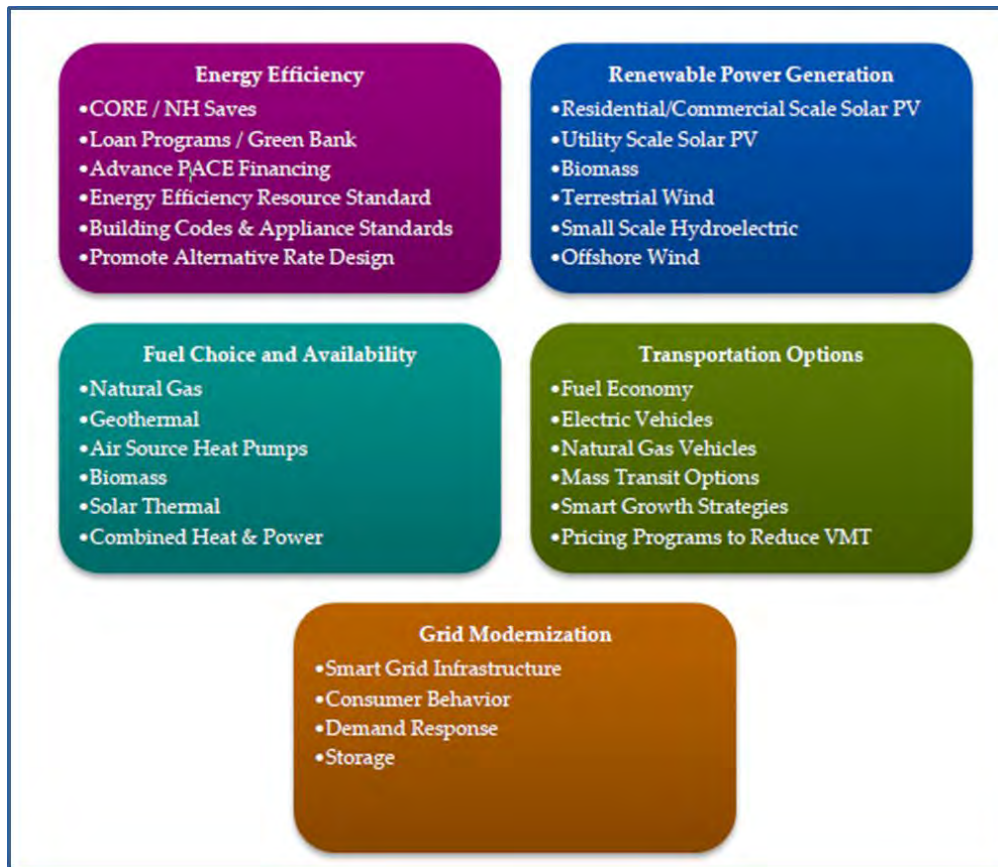 Energy Efficiency
•CORE / NH Saves
•Loan Programs / Green Bank
•Advance PACE Financing
•Energy Efficiency Resource Standard
•Building Codes & Appliance Standards
•Promote Alternative Rate Design
Renewable Power Generation
•Residential/Commercial Scale Solar PV
•Utility Scale Solar PV
•Biomass
•Terrestrial Wind
•Small Scale Hydroelectric
•Offshore Wind
Fuel Choice and Availability
•Natural Gas
•Geothermal
•Air Source Heat Pumps
•Biomass
•Solar Thermal
•Combined Heat & Power
Transportation Options
•Fuel Economy
•Electric Vehicles
•Natural Gas Vehicles
•Mass Transit Options
•Smart Growth Strategies
•Pricing Programs to Reduce VMT
Grid Modernization
•Smart Grid Infrastructure
•Consumer Behavior
•Demand Response
•Storage